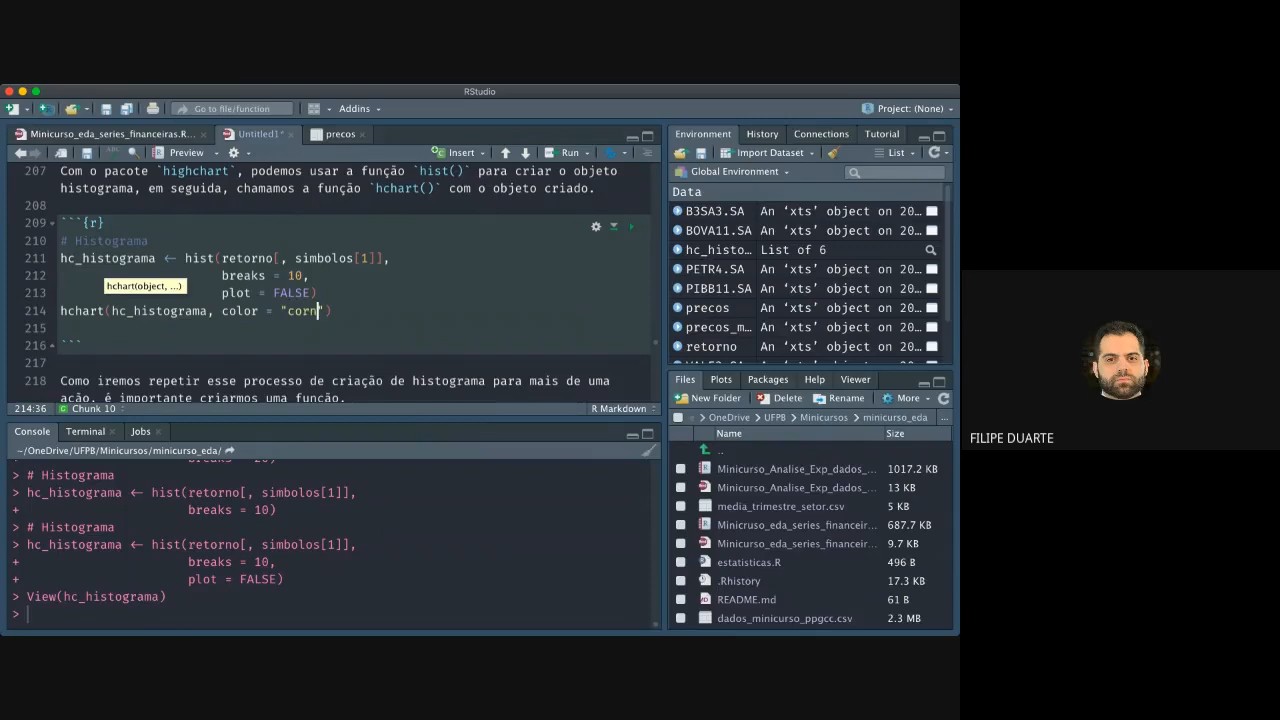 RStudio
Go to file/function
Addins
Project: (None)
Minicurso_eda_series_financeiras.R...
Untitled1*
precos
Preview
Insert
Run
207 Com o pacote `highchart`, podemos usar a função `hist()` para criar o objeto
histograma, em seguida, chamamos a função `hchart()` com o objeto criado.
208
209 ```{r}
210 # Histograma
211 hc_histograma <- hist(retorno[, simbolos[1]],
212 breaks = 10,
hchart(object, ...)
213 plot = FALSE)
214 hchart(hc_histograma, color = "corn")
215
216 ```
217
218 Como iremos repetir esse processo de criação de histograma para mais de uma
ação, é importante criarmos uma função.
214:36
Chunk 10
R Markdown
Console
Terminal
Jobs
~/OneDrive/UFPB/Minicursos/minicurso_eda/
> # Histograma
> hc_histograma <- hist(retorno[, simbolos[1]],
+ breaks = 10)
> # Histograma
> hc_histograma <- hist(retorno[, simbolos[1]],
+ breaks = 10,
+ plot = FALSE)
> View(hc_histograma)
>
Environment
History
Connections
Tutorial
Import Dataset
List
Global Environment
Data
B3SA3.SA An ‘xts’ object on 20...
BOVA11.SA An ‘xts’ object on 20...
hc_histo... List of 6
PETR4.SA An ‘xts’ object on 20...
PIBB11.SA An ‘xts’ object on 20...
precos An ‘xts’ object on 20...
precos_m... An ‘xts’ object on 20...
retorno An ‘xts’ object on 20...
Files
Plots
Packages
Help
Viewer
New Folder
Delete
Rename
More
OneDrive > UFPB > Minicursos > minicurso_eda
...
Name
Size
..
Minicurso_Analise_Exp_dados_... 1017.2 KB
Minicurso_Analise_Exp_dados_... 13 KB
media_trimestre_setor.csv 5 KB
Minicruso_eda_series_financeir... 687.7 KB
Minicurso_eda_series_financeir... 9.7 KB
estatisticas.R 496 B
.Rhistory 17.3 KB
README.md 61 B
dados_minicurso_ppgcc.csv 2.3 MB
FILIPE DUARTE